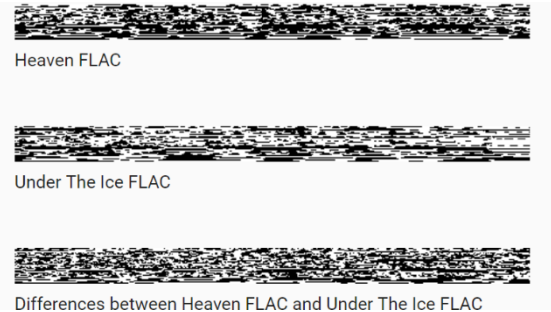 Heaven FLAC
Under The Ice FLAC
Differences between Heaven FLAC and Under The Ice FLAC